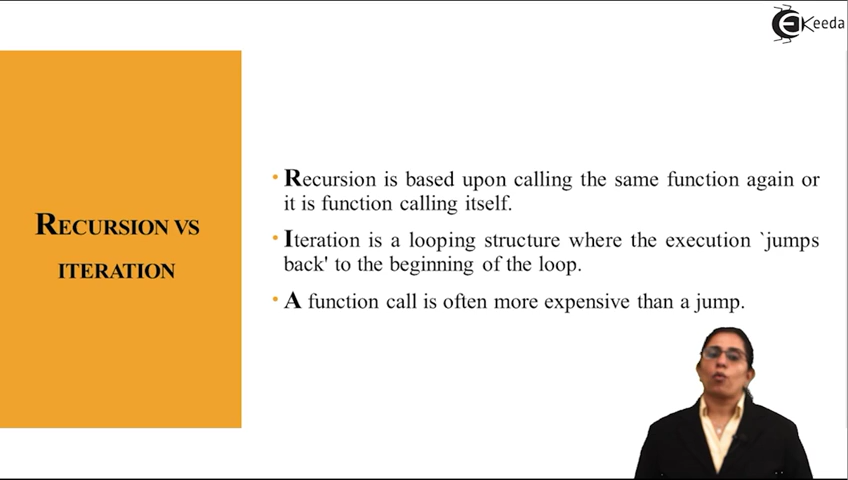 EKeeda
RECURSION VS
ITERATION
• Recursion is based upon calling the same function again or
it is function calling itself.
• Iteration is a looping structure where the execution `jumps
back' to the beginning of the loop.
• A function call is often more expensive than a jump.